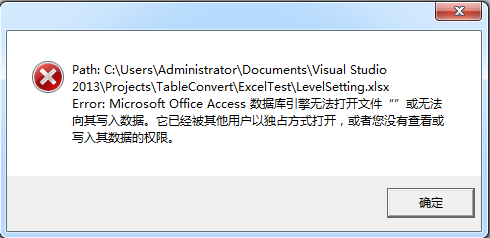 Path: C:\Users\Administrator\Documents\Visual Studio
2013\Projects\TableConvert\ExcelTest\LevelSetting.xlsx
Error: Microsoft Office Access 数据库引擎无法打开文件“”或无法
向其写入数据。它已经被其他用户以独占方式打开，或者您没有查看或
写入其数据的权限。
确定